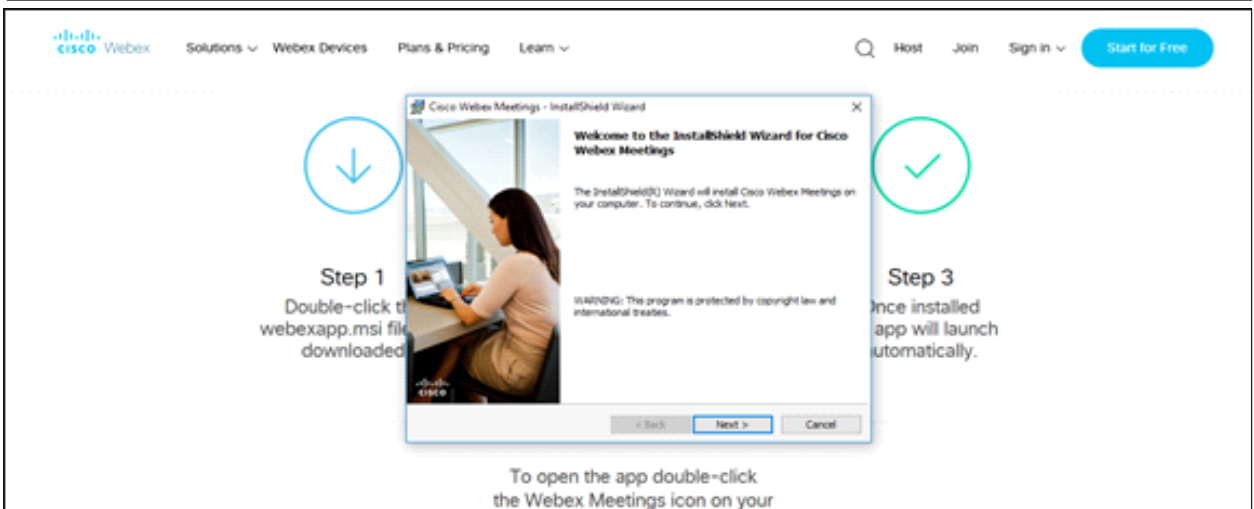 CISCO Webex Solutions Webex Devices Plans & Pricing Learn Host Join Sign in Start for Free
Cisco Webex Meetings - InstallShield Wizard
Welcome to the InstallShield Wizard for Cisco
Webex Meetings
The InstallShield(R) Wizard will install Cisco Webex Meetings on
your computer. To continue, click Next.
WARNING: This program is protected by copyright law and
international treaties.
CISCO
< Back Next > Cancel
Step 1
Double-click
webexapp.msi
downloaded
Step 3
installed
app will launch
automatically.
To open the app double-click
the Webex Meetings icon on your